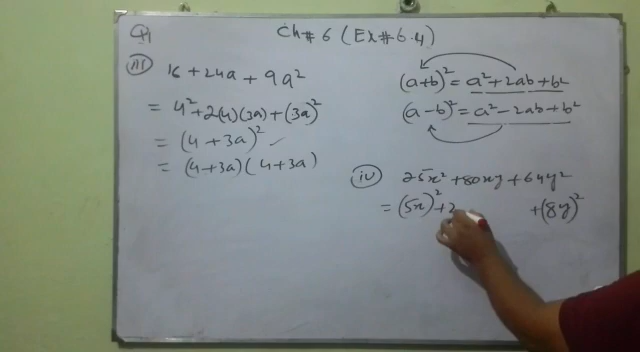 Q1 Ch # 6 (Ex # 6.4)
iii) 16 + 24a + 9a²
= 4² + 2(4)(3a) + (3a)²
= (4 + 3a)² ✓
= (4+3a)(4+3a)
(a+b)² = a² + 2ab + b²
(a-b)² = a² - 2ab + b²
iv) 25x² + 80xy + 64y²
= (5x)² + 2 + (8y)²